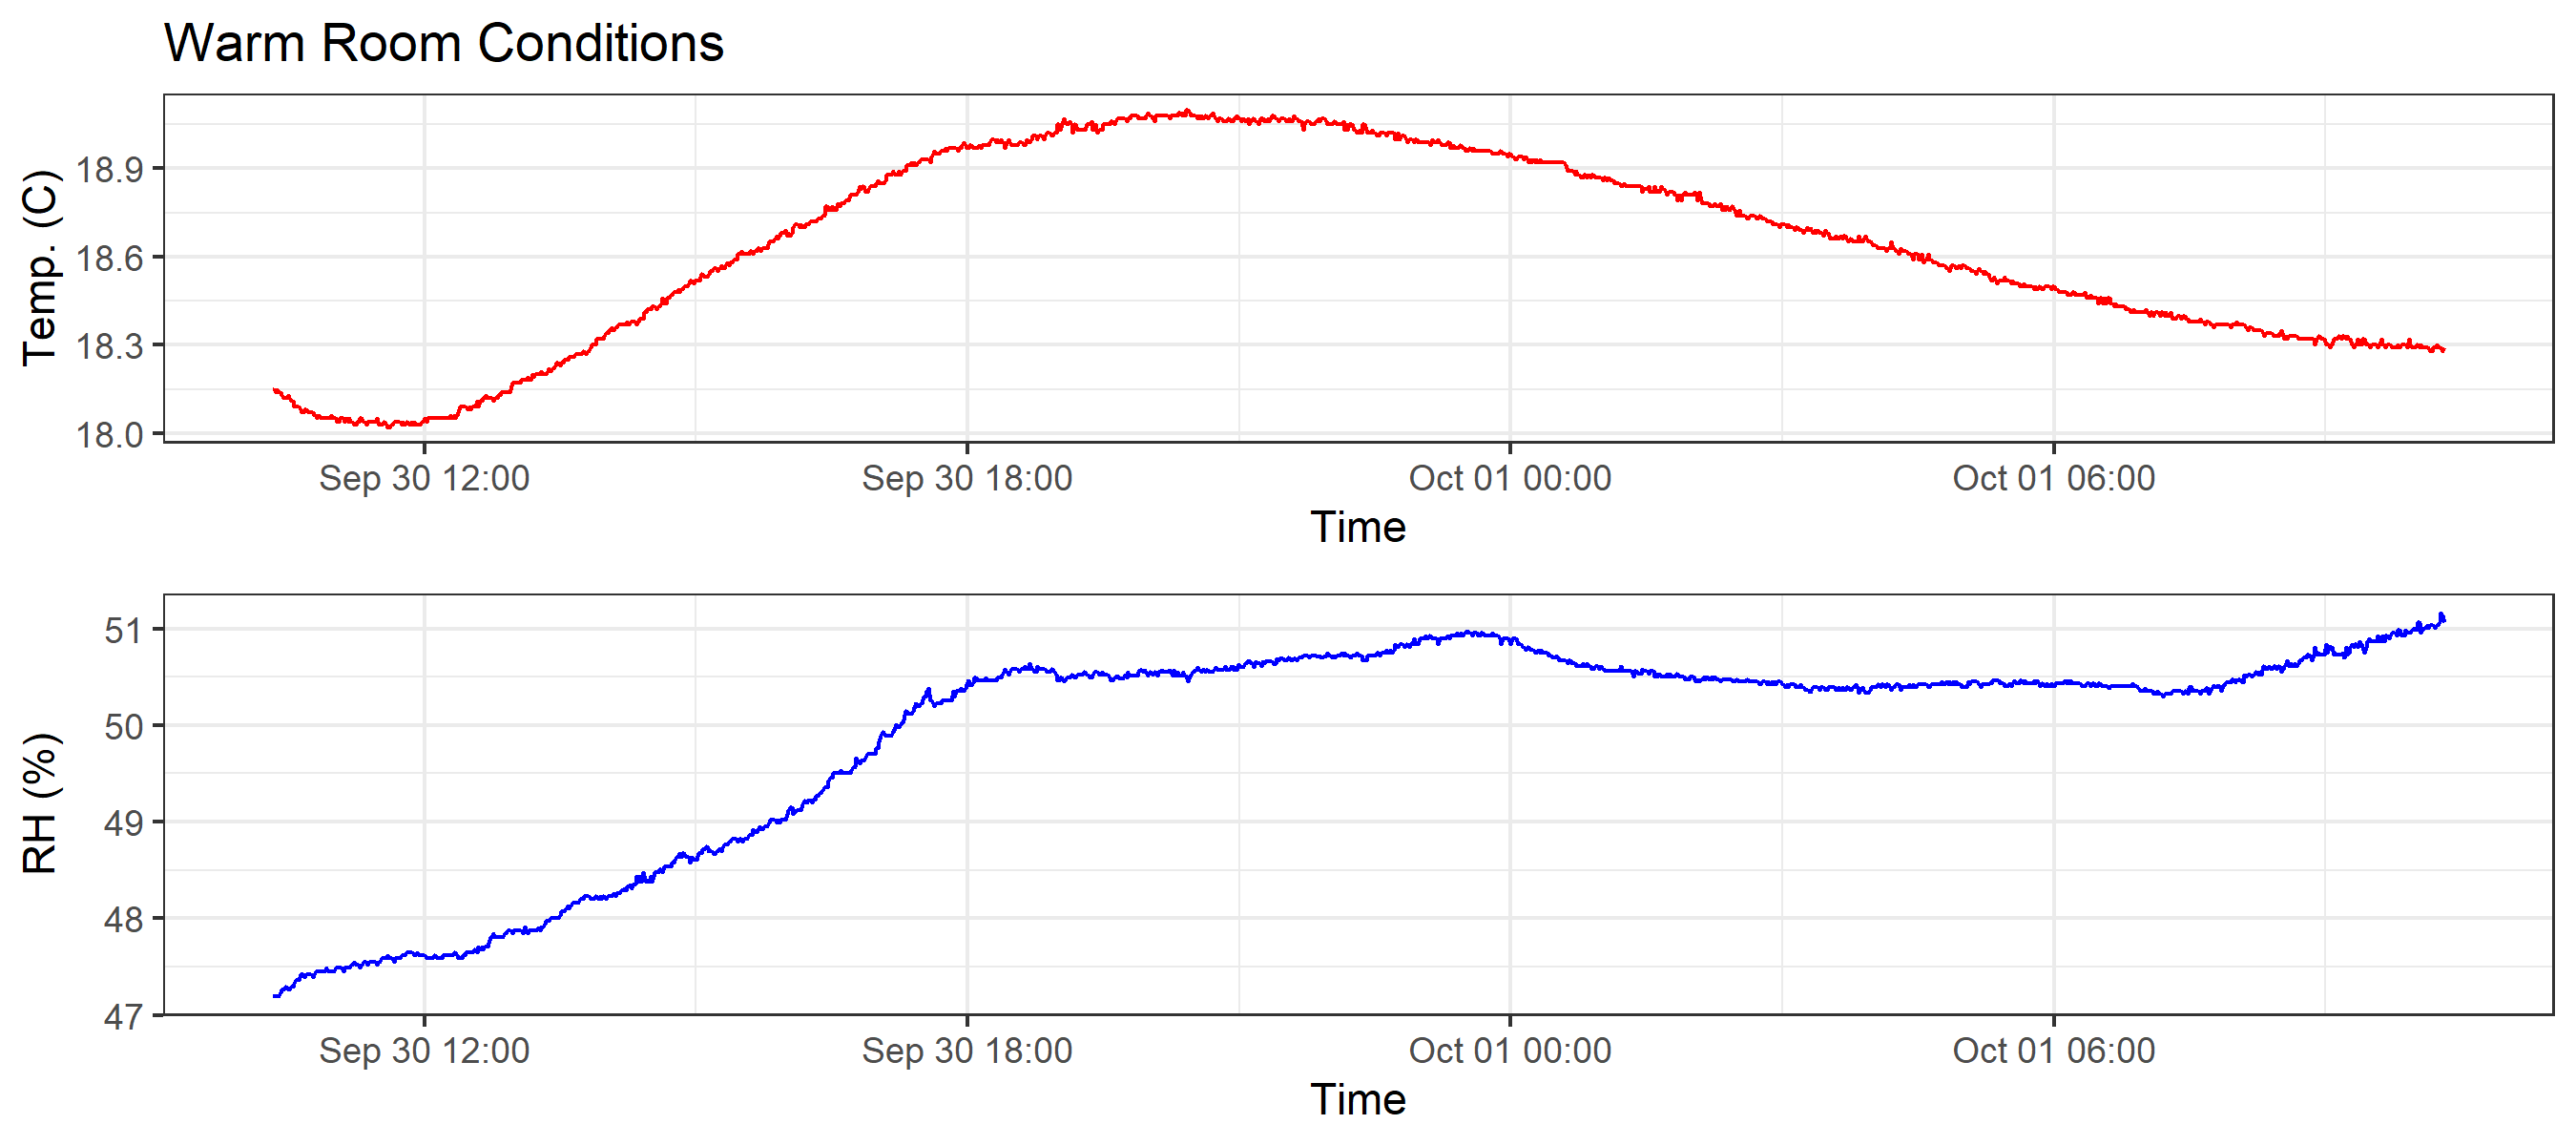 Warm Room Conditions
Temp. (C)
18.9
18.6
18.3
18.0
Sep 30 12:00 Sep 30 18:00 Oct 01 00:00 Oct 01 06:00
Time
RH (%)
51
50
49
48
47
Sep 30 12:00 Sep 30 18:00 Oct 01 00:00 Oct 01 06:00
Time